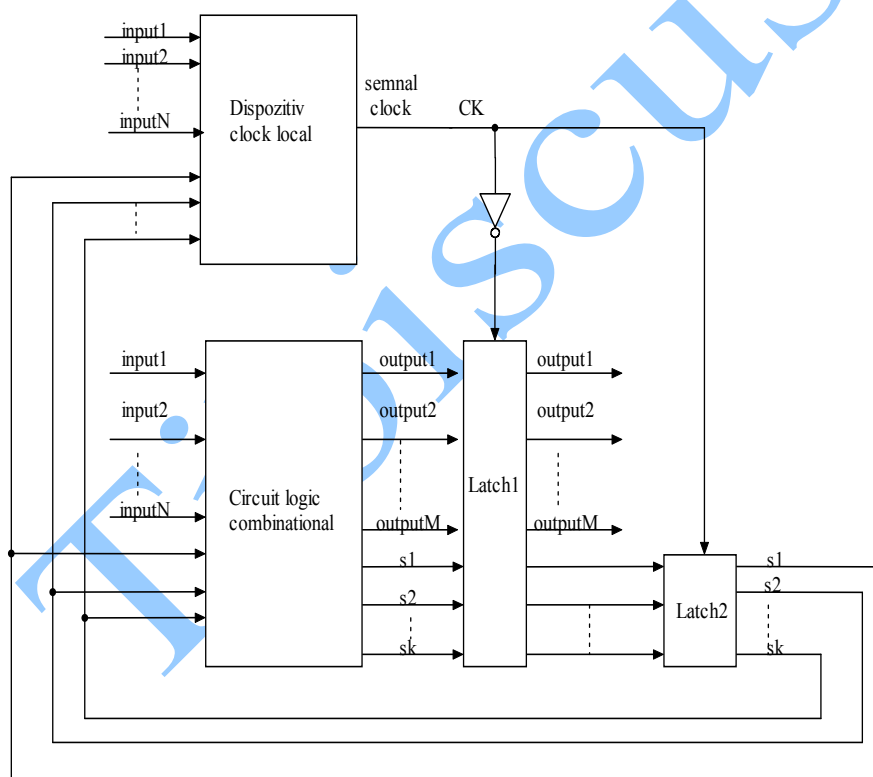 input1
input2
inputN
Dispozitiv
clock local
semnal
clock
CK
input1
input2
inputN
Circuit logic
combinational
output1
output2
outputM
s1
s2
sk
Latch1
output1
output2
outputM
Latch2
s1
s2
sk
Tibiscus